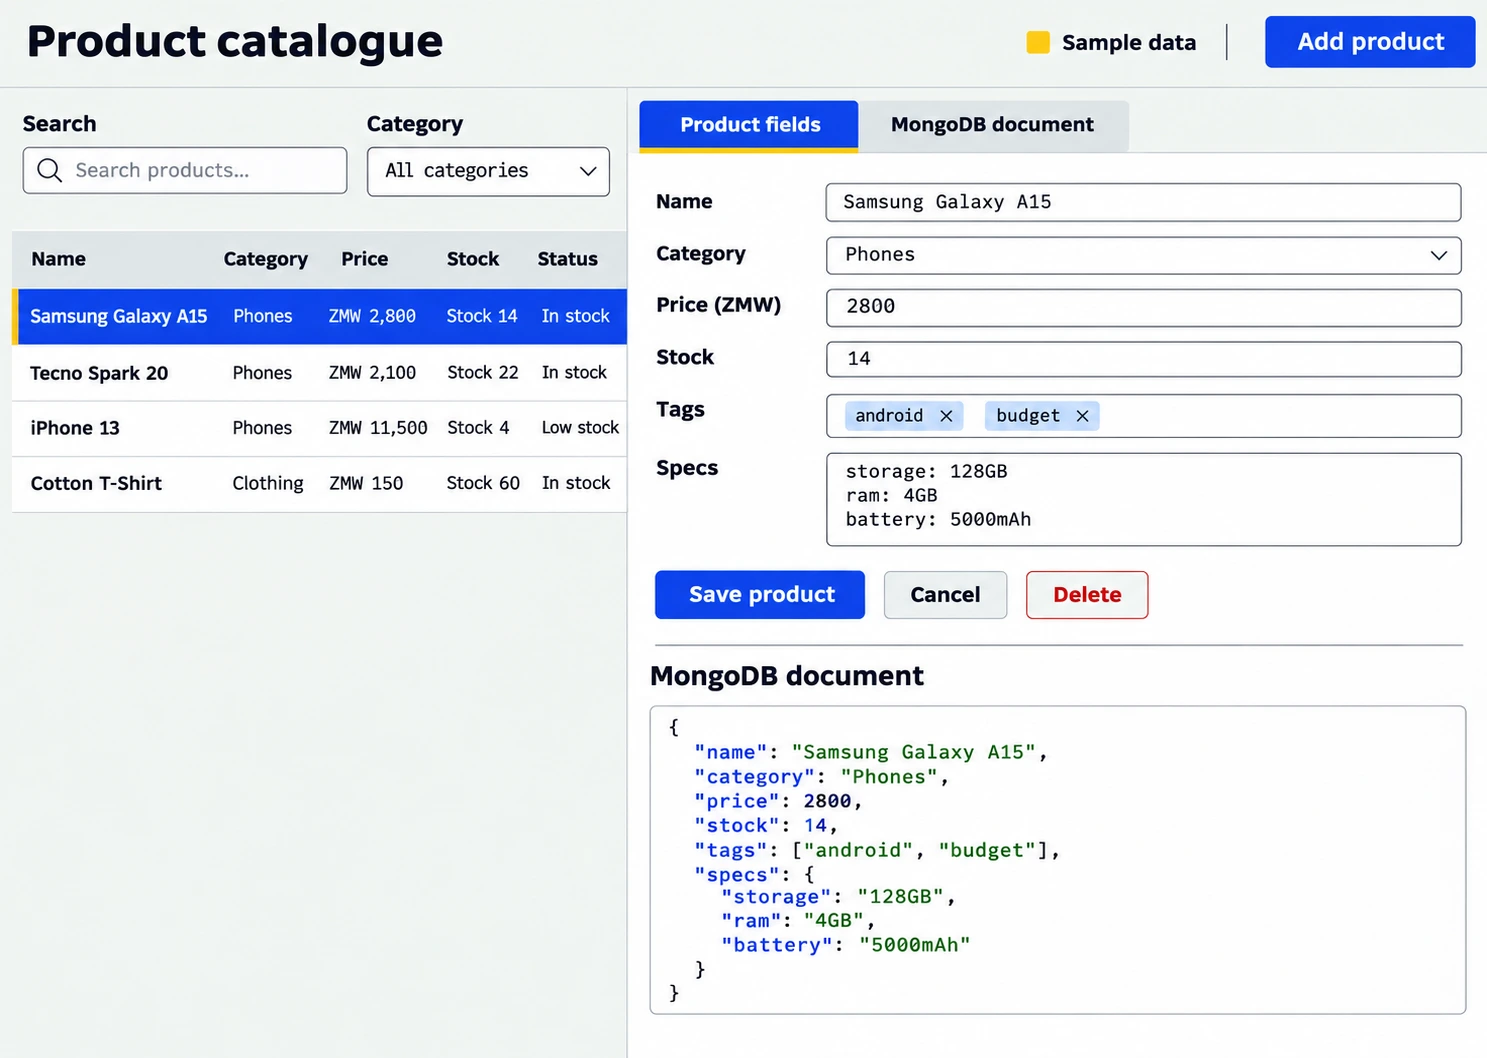 Product catalogue
Sample data
Add product
Search
Category
Search products...
All categories
Name Category Price Stock Status
Samsung Galaxy A15 Phones ZMW 2,800 Stock 14 In stock
Tecno Spark 20 Phones ZMW 2,100 Stock 22 In stock
iPhone 13 Phones ZMW 11,500 Stock 4 Low stock
Cotton T-Shirt Clothing ZMW 150 Stock 60 In stock
Product fields
MongoDB document
Name Samsung Galaxy A15
Category Phones
Price (ZMW) 2800
Stock 14
Tags android × budget ×
Specs storage: 128GB
ram: 4GB
battery: 5000mAh
Save product
Cancel
Delete
MongoDB document
{
"name": "Samsung Galaxy A15",
"category": "Phones",
"price": 2800,
"stock": 14,
"tags": ["android", "budget"],
"specs": {
"storage": "128GB",
"ram": "4GB",
"battery": "5000mAh"
}
}